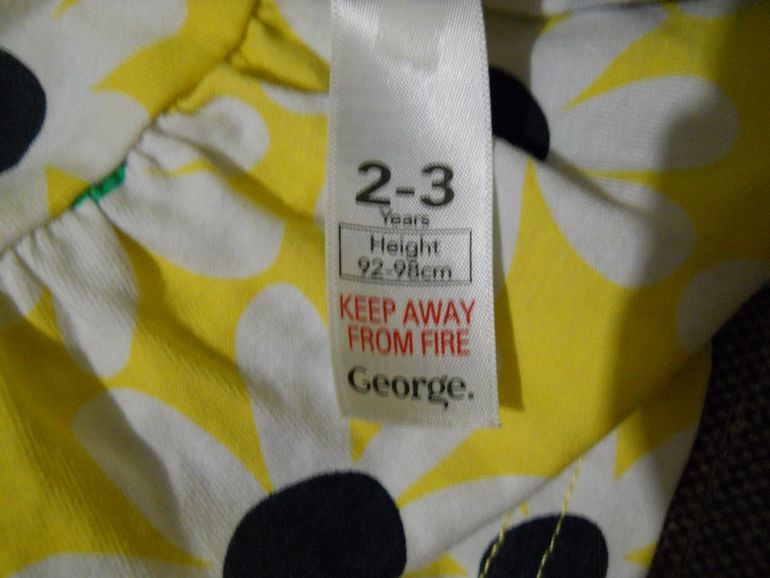 2-3
Years
Height
92-98cm
KEEP AWAY
FROM FIRE
George.